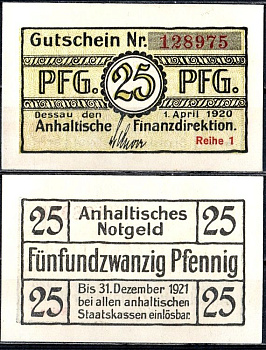 Gutschein Nr. 128975
PFG. 25 PFG.
Dessau den 1. April 1920
Anhaltische Finanzdirektion.
Reihe 1
25 Anhaltisches 25
Notgeld
Fünfundzwanzig Pfennig
25 Bis 31. Dezember 1921 25
bei allen anhaltischen
Staatskassen einlösbar.